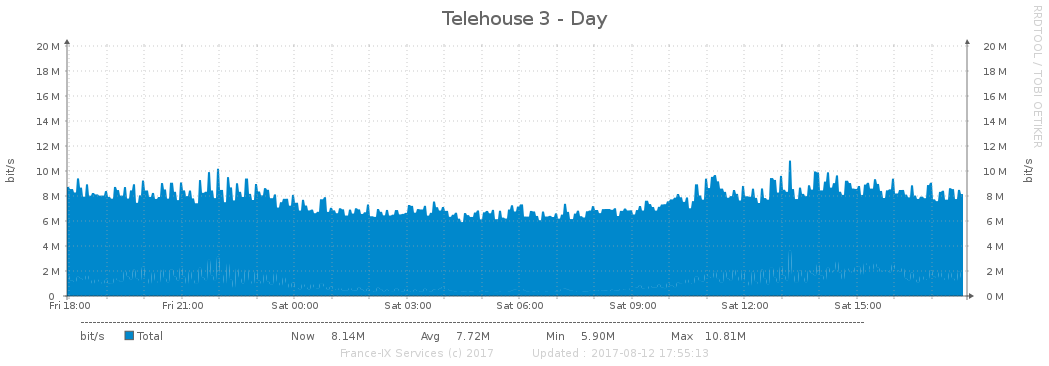 Telehouse 3 - Day
RRDTOOL / TOBI OETIKER
bit/s
bit/s
20 M 20 M
18 M 18 M
16 M 16 M
14 M 14 M
12 M 12 M
10 M 10 M
8 M 8 M
6 M 6 M
4 M 4 M
2 M 2 M
0 0 M
Fri 18:00 Fri 21:00 Sat 00:00 Sat 03:00 Sat 06:00 Sat 09:00 Sat 12:00 Sat 15:00
bit/s Total Now 8.14M Avg 7.72M Min 5.90M Max 10.81M
France-IX Services (c) 2017 Updated : 2017-08-12 17:55:13